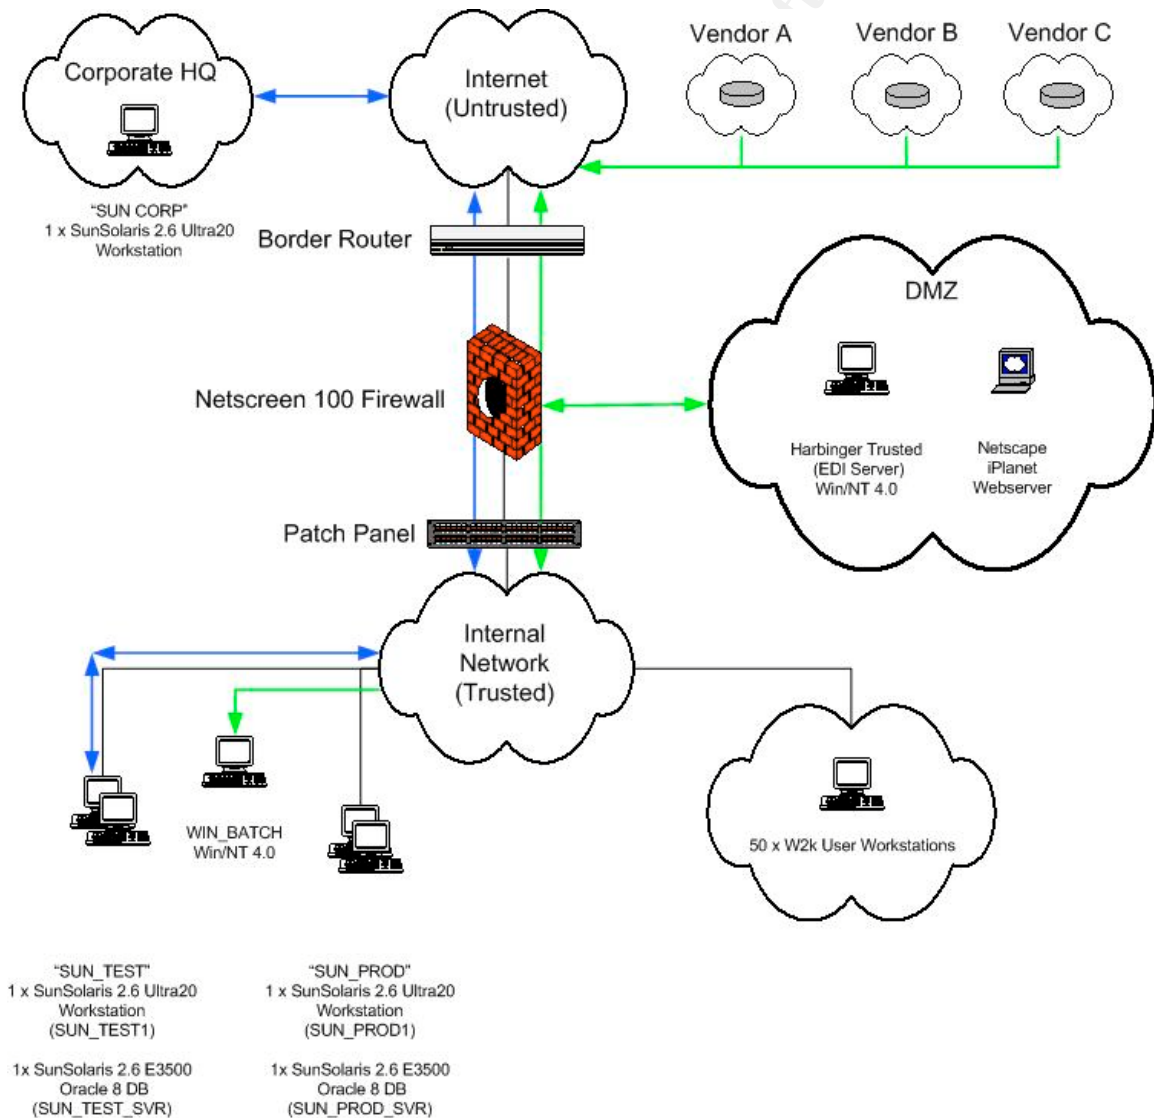 Corporate HQ
"SUN CORP"
1 x SunSolaris 2.6 Ultra20
Workstation
Internet
(Untrusted)
Vendor A
Vendor B
Vendor C
Border Router
DMZ
Harbinger Trusted
(EDI Server)
Win/NT 4.0
Netscape
iPlanet
Webserver
Netscreen 100 Firewall
Patch Panel
Internal
Network
(Trusted)
WIN_BATCH
Win/NT 4.0
50 x W2k User Workstations
"SUN_TEST"
1 x SunSolaris 2.6 Ultra20
Workstation
(SUN_TEST1)
1x SunSolaris 2.6 E3500
Oracle 8 DB
(SUN_TEST_SVR)
"SUN_PROD"
1 x SunSolaris 2.6 Ultra20
Workstation
(SUN_PROD1)
1x SunSolaris 2.6 E3500
Oracle 8 DB
(SUN_PROD_SVR)